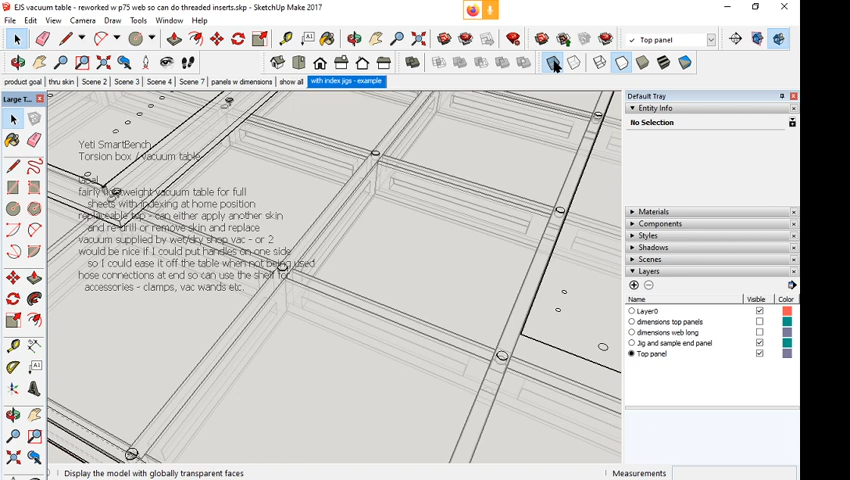 EJS vacuum table - reworked w p75 web so can do threaded inserts.skp - SketchUp Make 2017
File Edit View Camera Draw Tools Window Help
Top panel
product goal thru skin Scene 2 Scene 3 Scene 4 Scene 7 panels w dimensions show all with index jigs - example
Large T...
Default Tray
Entity Info
No Selection
Yeti SmartBench
Torsion box / vacuum table
fairly lightweight vacuum table for full
sheets with indexing at home position
replaceable top - can either apply another skin
and re drill or remove skin and replace
vacuum supplied by wet/dry shop vac - or 2
would be nice if I could put handles on one side
so I could ease it off the table when not being used
hose connections at end so can use the shelf for
accessories - clamps, vac wands etc.
Materials
Components
Styles
Shadows
Scenes
Layers
Name Visible Color
Layer0
dimensions top panels
dimensions web long
Jig and sample end panel
Top panel
Display the model with globally transparent faces
Measurements